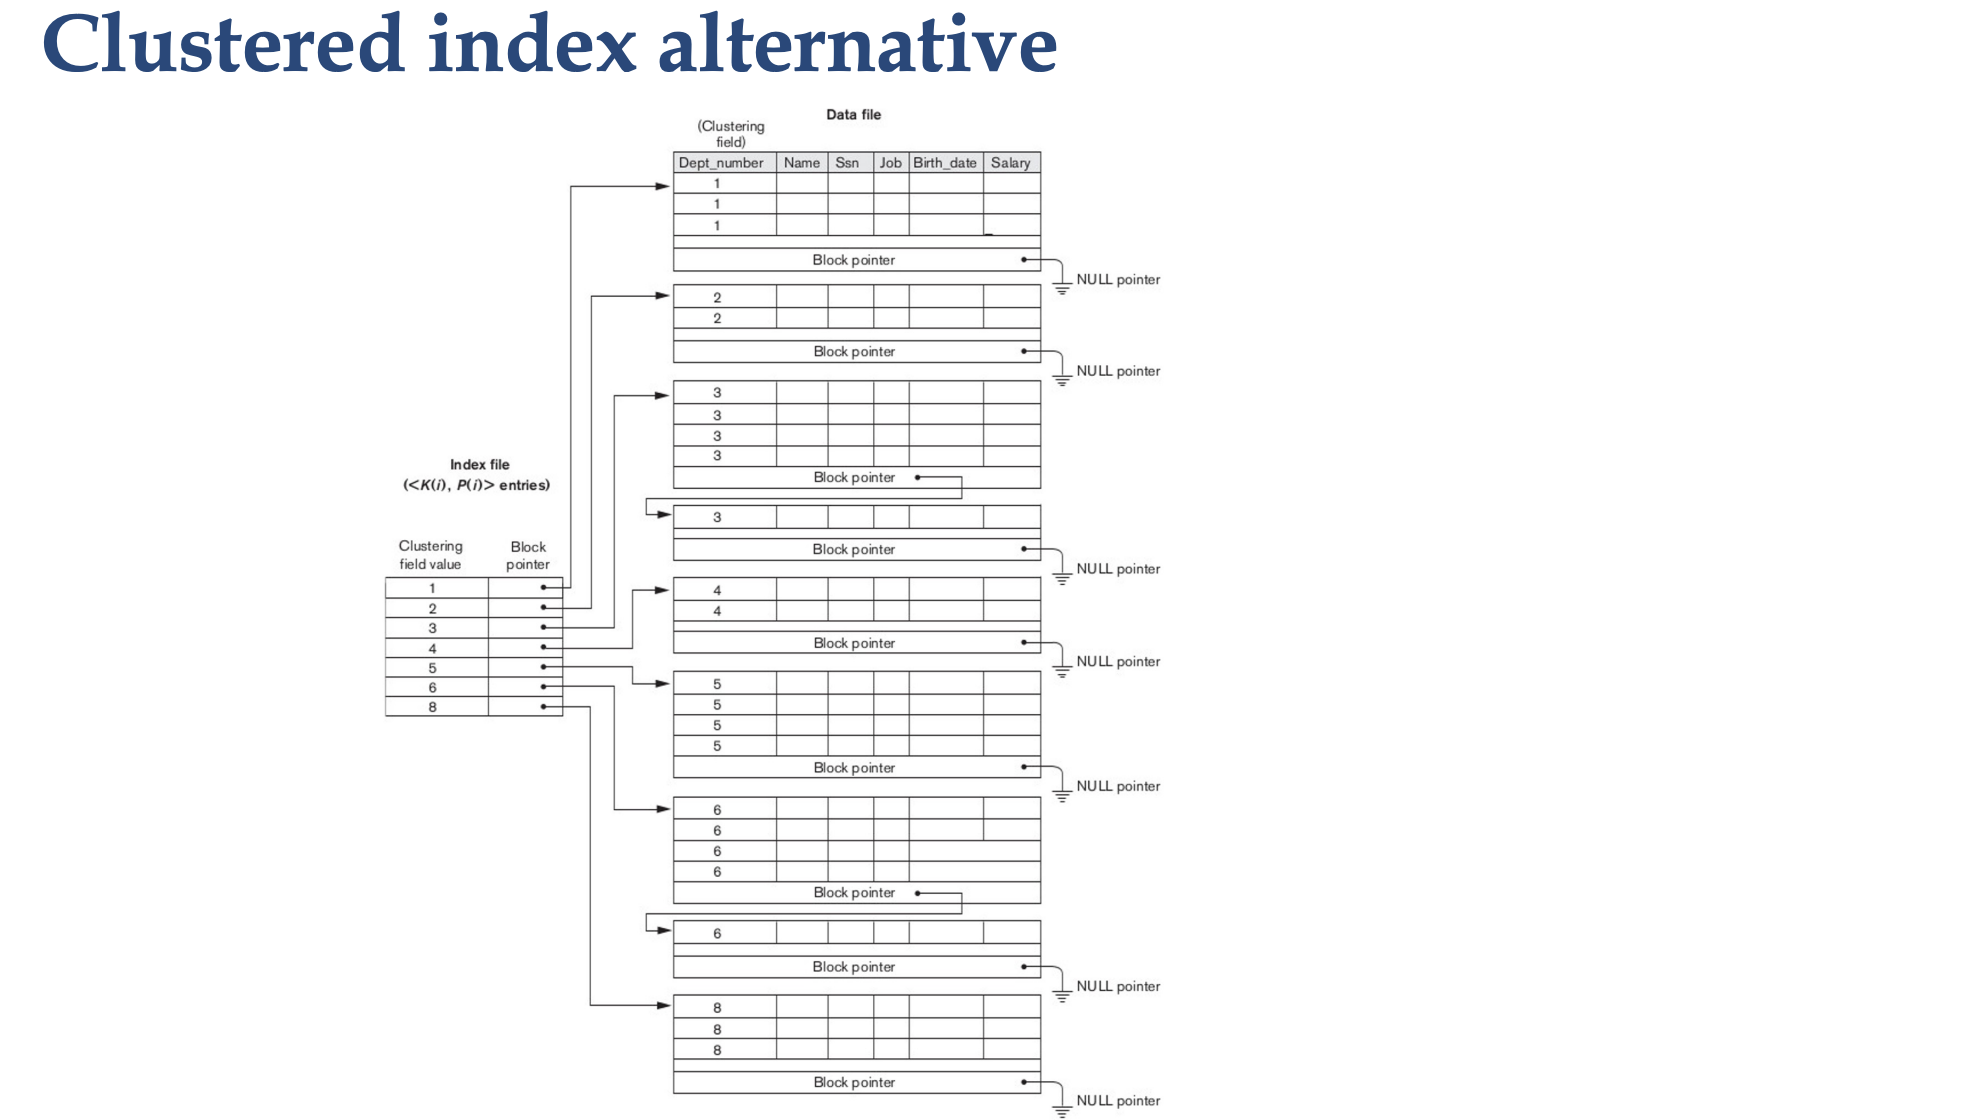 Clustered index alternative
Data file
(Clustering
field)
Dept_number Name Ssn Job Birth_date Salary
1
1
1
Block pointer
NULL pointer
2
2
Block pointer
NULL pointer
3
3
3
3
Block pointer
3
Block pointer
NULL pointer
4
4
Block pointer
NULL pointer
5
5
5
5
Block pointer
NULL pointer
6
6
6
6
Block pointer
6
Block pointer
NULL pointer
8
8
8
Block pointer
NULL pointer
Index file
(<K(i), P(i)> entries)
Clustering
field value
Block
pointer
1
2
3
4
5
6
8